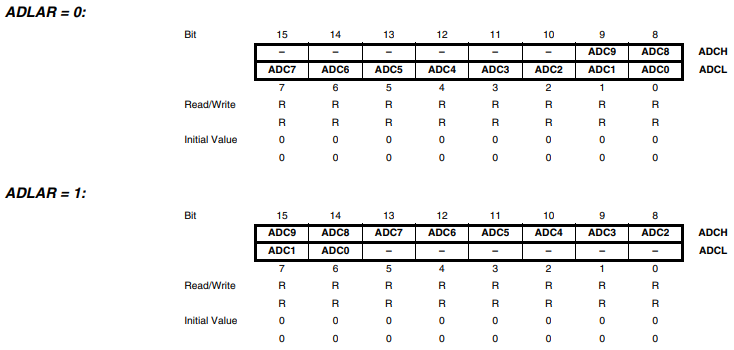 ADLAR = 0:
Bit 15 14 13 12 11 10 9 8
– – – – – – ADC9 ADC8 ADCH
ADC7 ADC6 ADC5 ADC4 ADC3 ADC2 ADC1 ADC0 ADCL
7 6 5 4 3 2 1 0
Read/Write R R R R R R R R
R R R R R R R R
Initial Value 0 0 0 0 0 0 0 0
0 0 0 0 0 0 0 0
ADLAR = 1:
Bit 15 14 13 12 11 10 9 8
ADC9 ADC8 ADC7 ADC6 ADC5 ADC4 ADC3 ADC2 ADCH
ADC1 ADC0 – – – – – – ADCL
7 6 5 4 3 2 1 0
Read/Write R R R R R R R R
R R R R R R R R
Initial Value 0 0 0 0 0 0 0 0
0 0 0 0 0 0 0 0